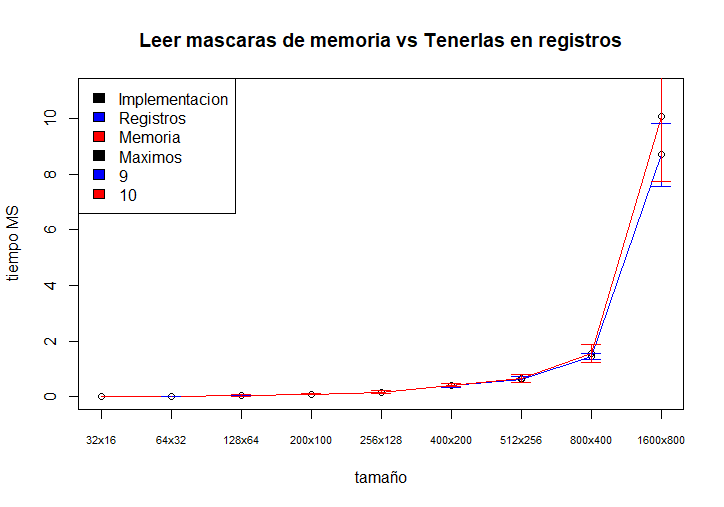 Leer mascaras de memoria vs Tenerlas en registros
Implementacion
Registros
Memoria
Maximos
9
10
tiempo MS
10
8
6
4
2
0
32x16 64x32 128x64 200x100 256x128 400x200 512x256 800x400 1600x800
tamaño